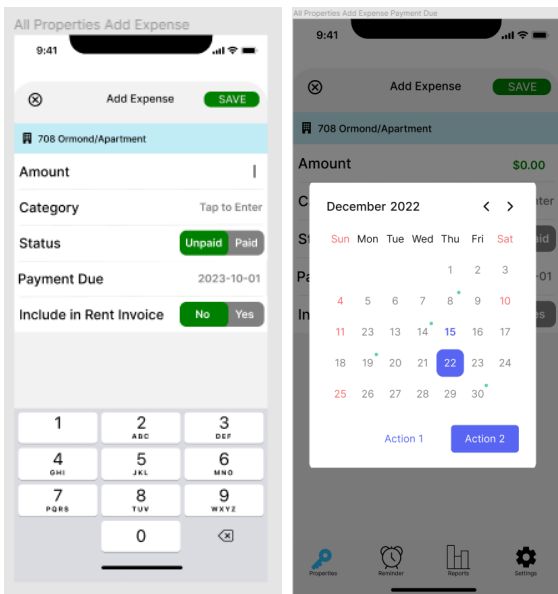 All Properties Add Expense
9:41
Add Expense
SAVE
708 Ormond/Apartment
Amount
Category
Tap to Enter
Status
Unpaid
Paid
Payment Due
2023-10-01
Include in Rent Invoice
No
Yes
1
2
ABC
3
DEF
4
GHI
5
JKL
6
MNO
7
PQRS
8
TUV
9
WXYZ
0
All Properties Add Expense Payment Due
9:41
Add Expense
SAVE
708 Ormond/Apartment
Amount
$0.00
December 2022
Sun Mon Tue Wed Thu Fri Sat
1 2 3
4 5 6 7 8 9 10
11 23 13 14 15 16 17
18 19 20 21 22 23 24
25 26 27 28 29 30
Action 1
Action 2
Properties
Reminder
Reports
Settings